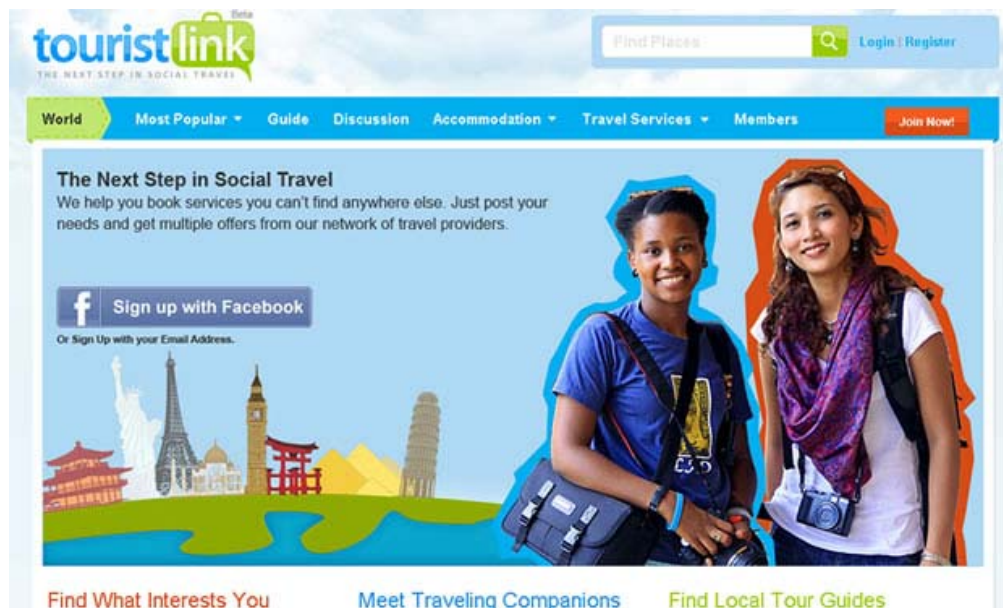 Beta
touristlink
THE NEXT STEP IN SOCIAL TRAVEL
Find Places
Login | Register
World Most Popular Guide Discussion Accommodation Travel Services Members Join Now!
The Next Step in Social Travel
We help you book services you can't find anywhere else. Just post your
needs and get multiple offers from our network of travel providers.
f Sign up with Facebook
Or Sign Up with your Email Address.
Find What Interests You Meet Traveling Companions Find Local Tour Guides